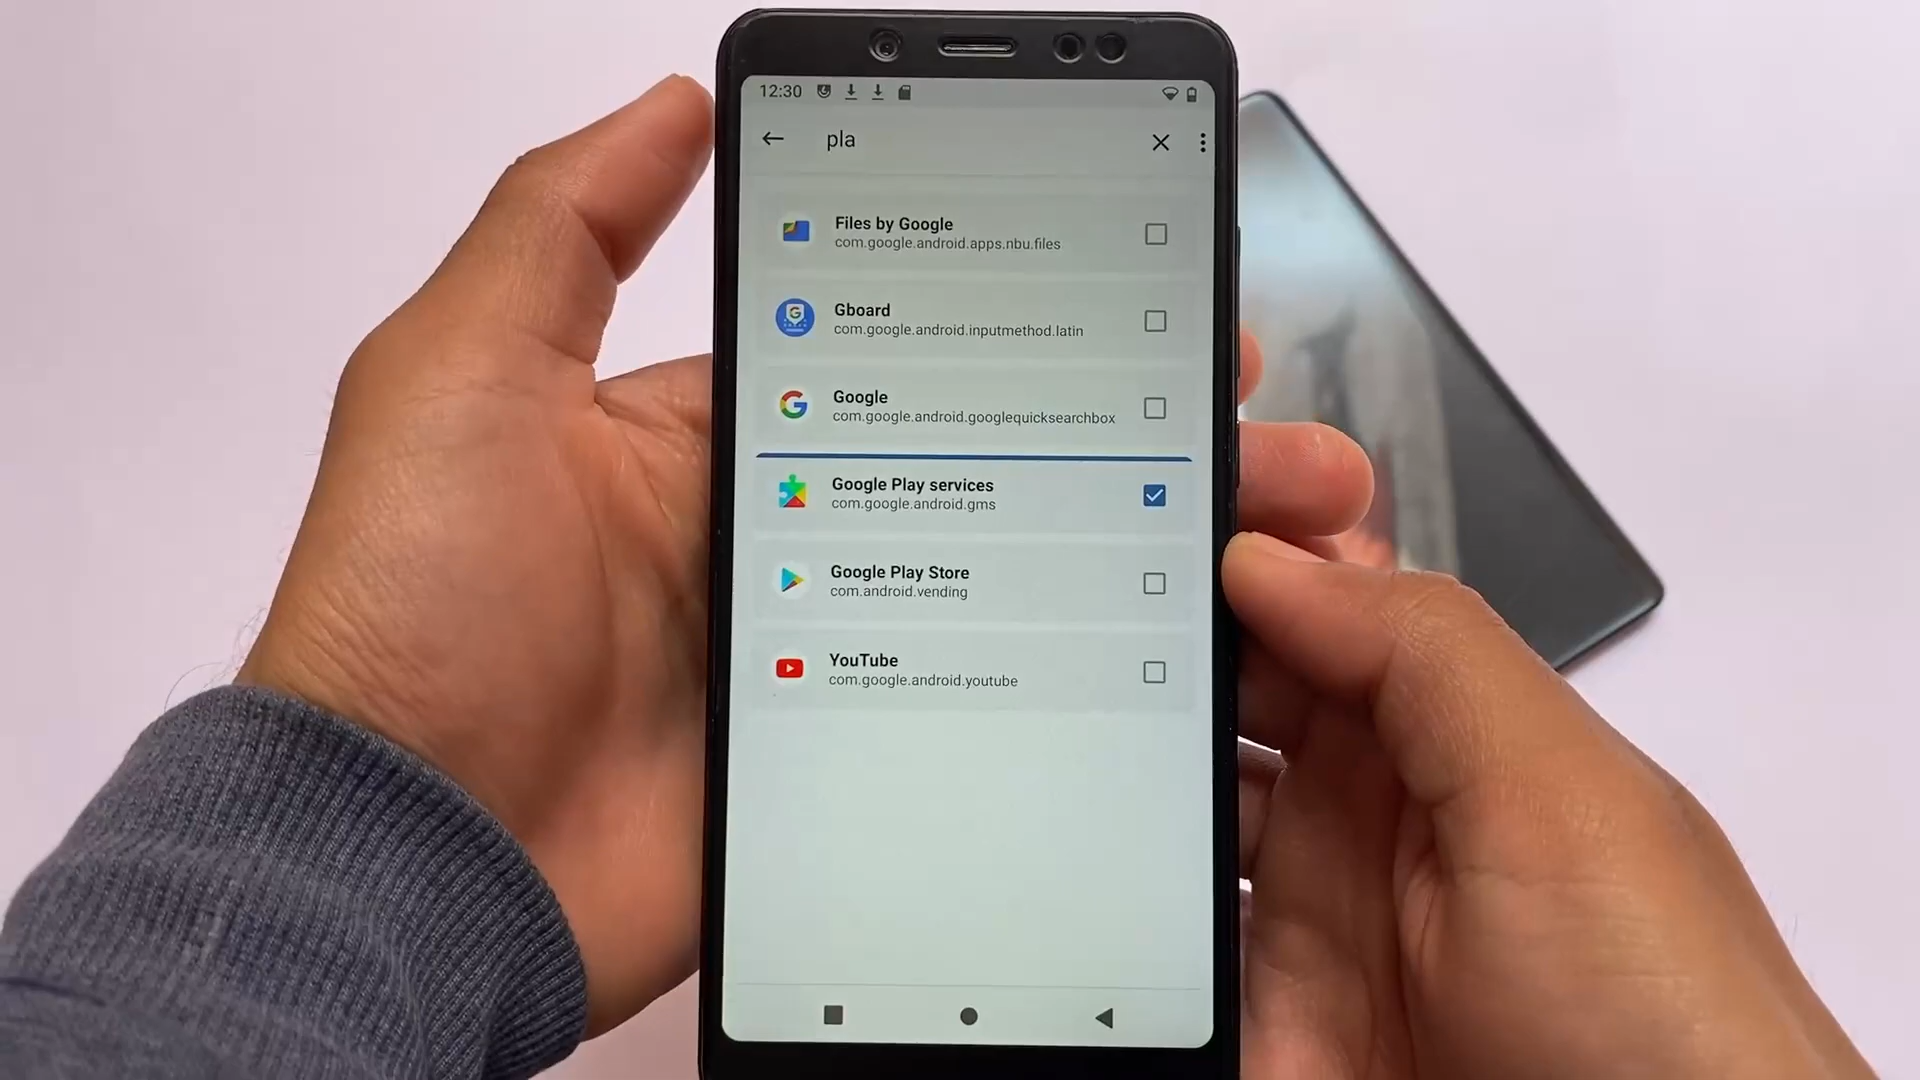 12:30
pla
Files by Google
com.google.android.apps.nbu.files
Gboard
com.google.android.inputmethod.latin
Google
com.google.android.googlequicksearchbox
Google Play services
com.google.android.gms
Google Play Store
com.android.vending
YouTube
com.google.android.youtube